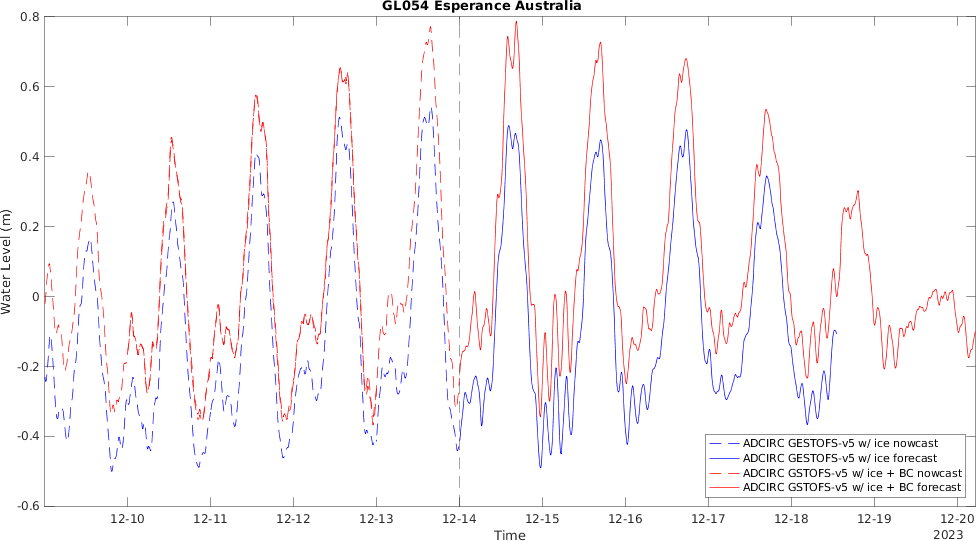 GL054 Esperance Australia
0.8
0.6
0.4
0.2
0
-0.2
-0.4
-0.6
Water Level (m)
ADCIRC GESTOFS-v5 w/ ice nowcast
ADCIRC GESTOFS-v5 w/ ice forecast
ADCIRC GSTOFS-v5 w/ ice + BC nowcast
ADCIRC GSTOFS-v5 w/ ice + BC forecast
12-10 12-11 12-12 12-13 12-14 12-15 12-16 12-17 12-18 12-19 12-20
Time
2023